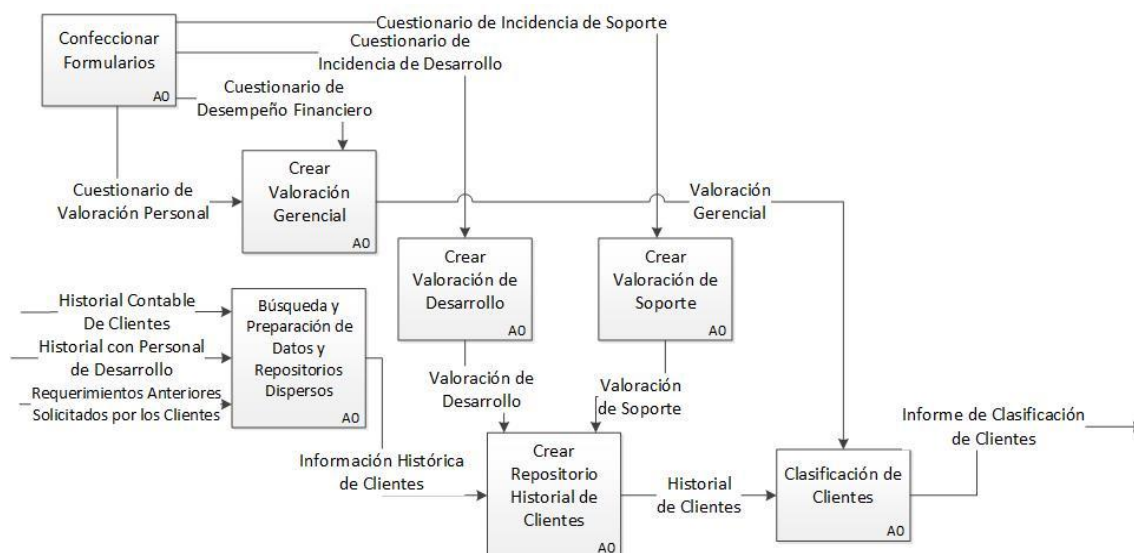 Cuestionario de Incidencia de Soporte
Confeccionar
Formularios
A0
Cuestionario de
Incidencia de Desarrollo
Cuestionario de
Desempeño Financiero
Cuestionario de
Valoración Personal
Crear
Valoración
Gerencial
A0
Valoración
Gerencial
Crear
Valoración de
Desarrollo
A0
Crear
Valoración de
Soporte
A0
Historial Contable
De Clientes
Historial con Personal
de Desarrollo
Requerimientos Anteriores
Solicitados por los Clientes
Búsqueda y
Preparación de
Datos y
Repositorios
Dispersos
A0
Valoración de
Desarrollo
Valoración
de Soporte
Información Histórica
de Clientes
Crear
Repositorio
Historial de
Clientes
A0
Historial
de Clientes
Clasificación de
Clientes
A0
Informe de Clasificación
de Clientes